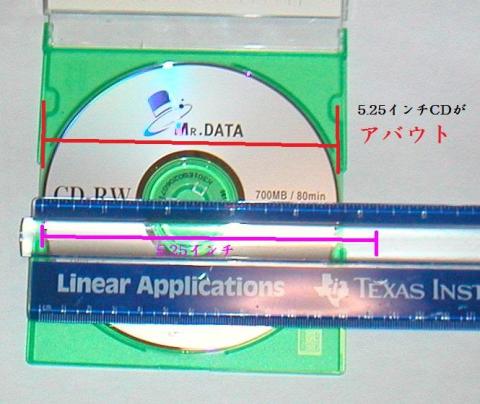 5.25インチCDが
アバウト
MR.DATA
CD-RW
700MB / 80min
5.25インチ
Linear Applications
TEXAS INST